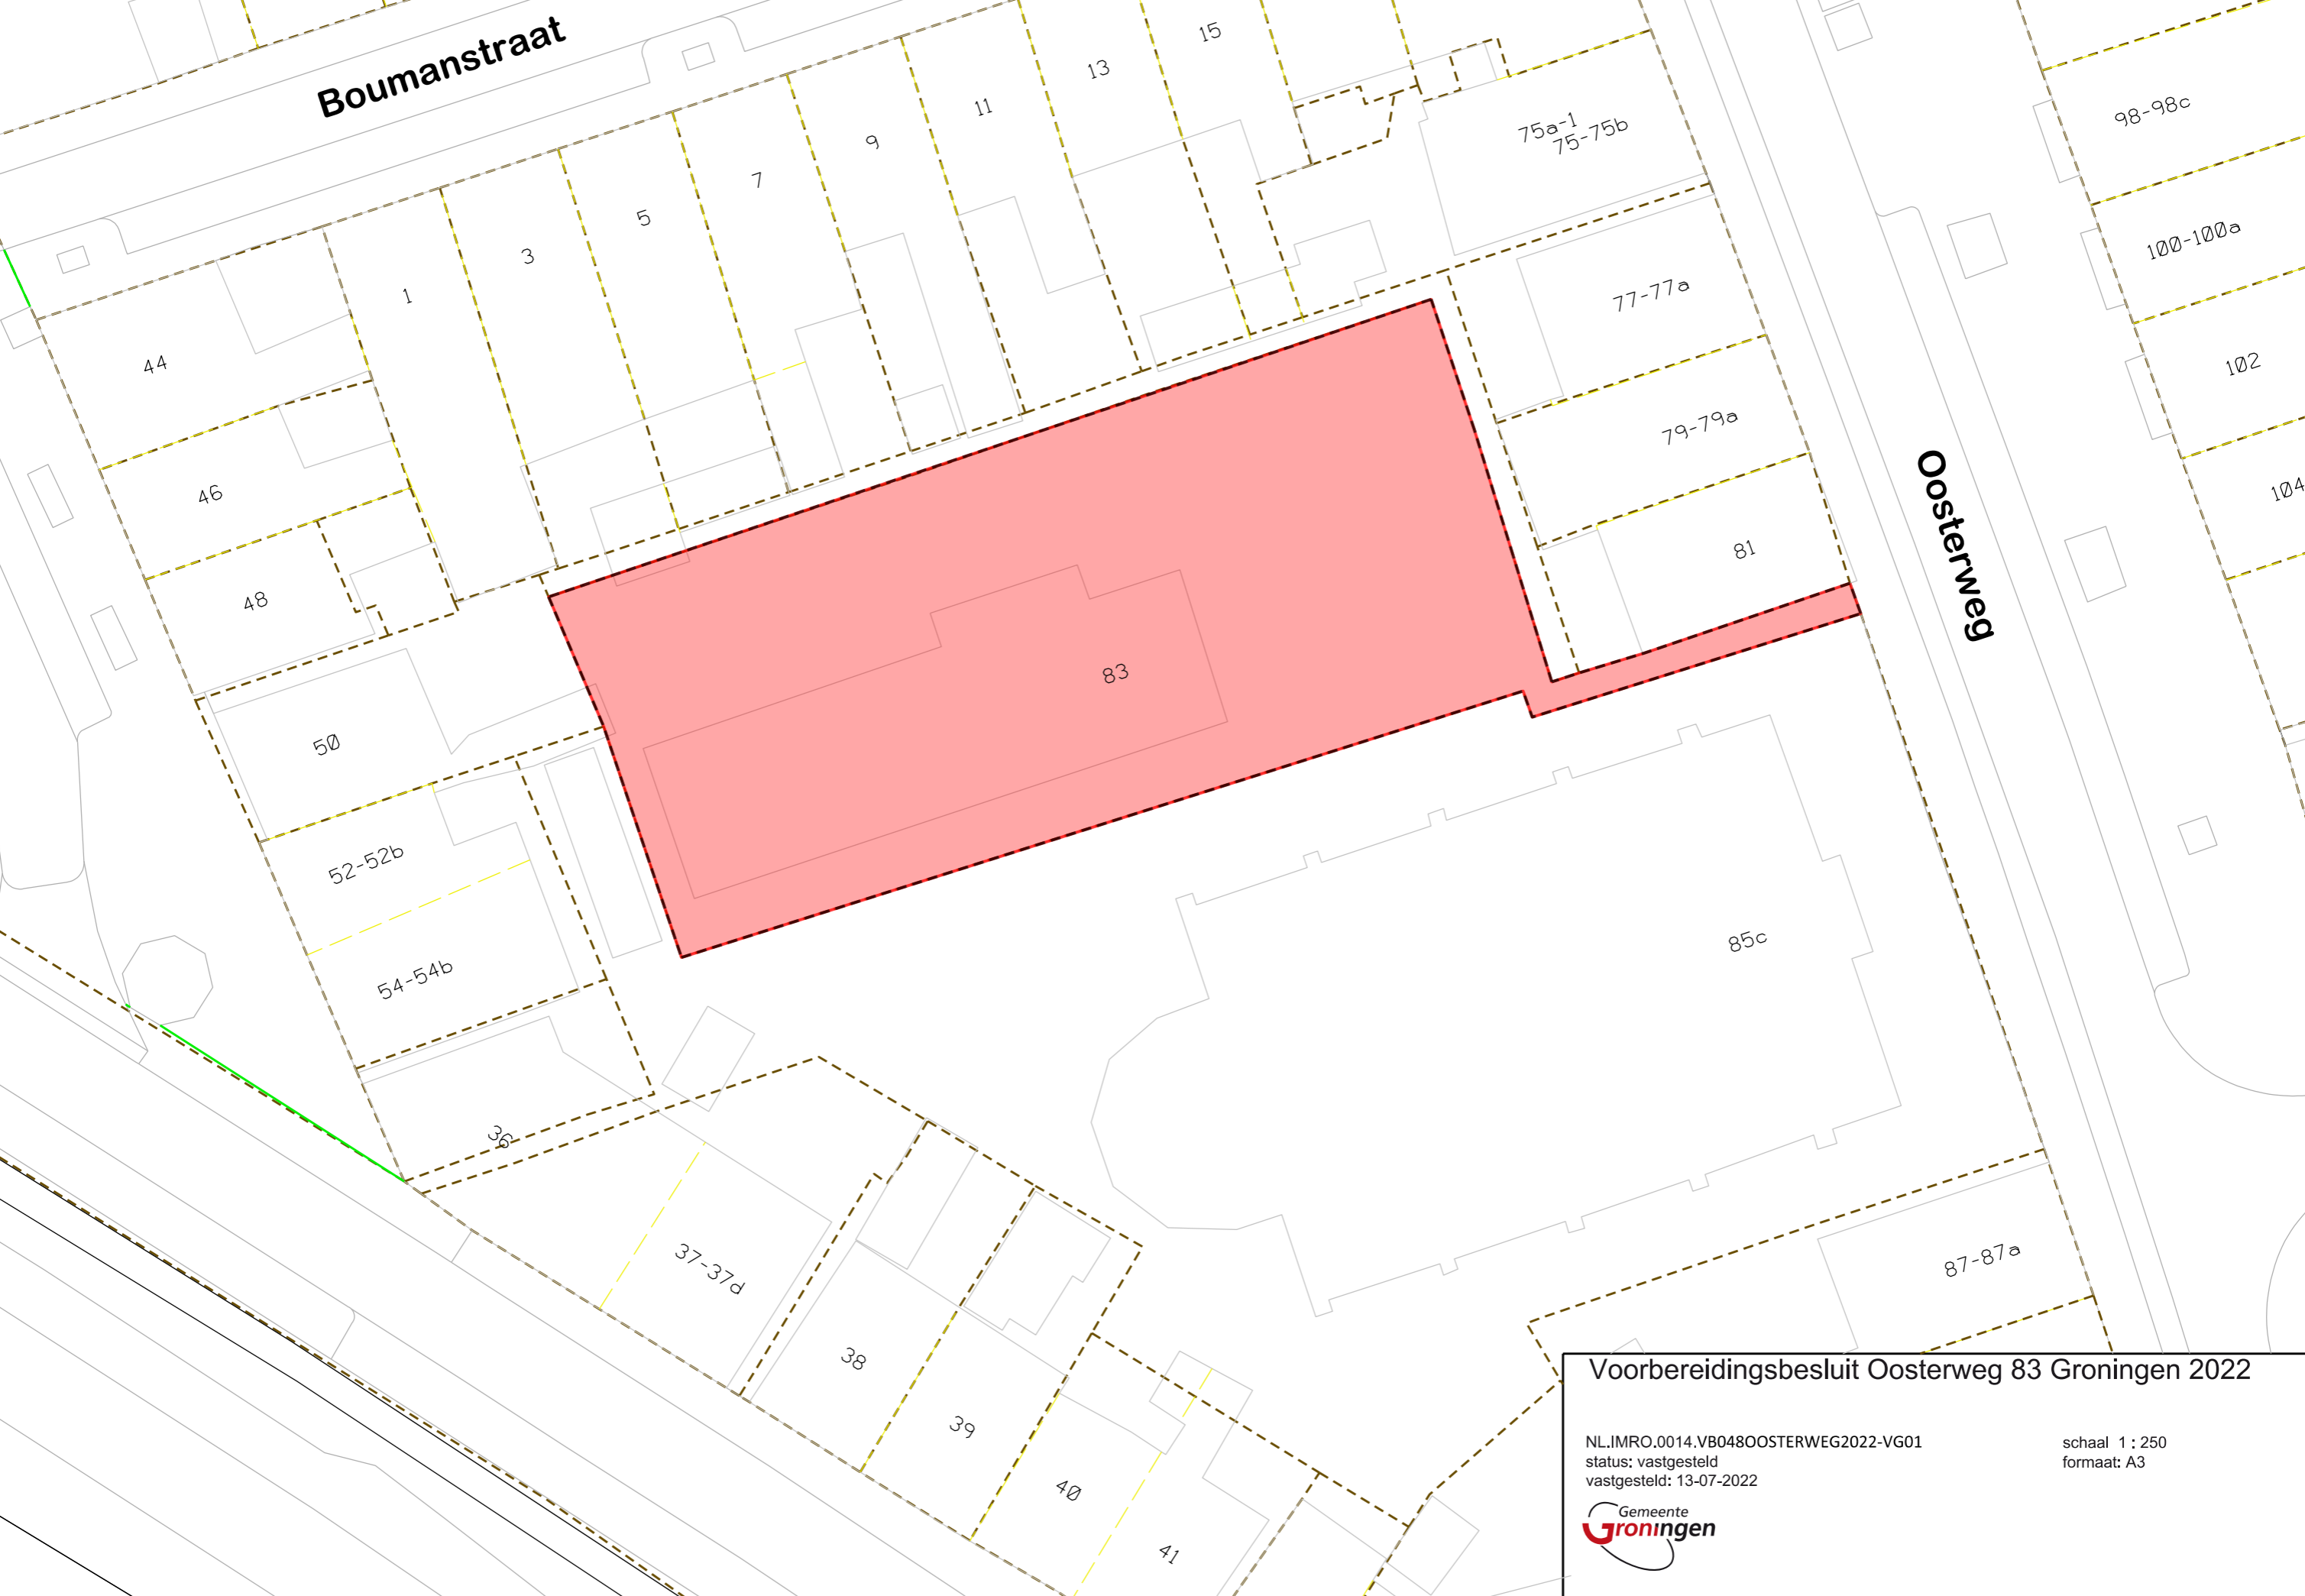 Boumanstraat
15
13
11
9
7
5
3
1
44
46
48
50
52-52b
54-54b
36
37-37d
38
39
40
41
75a-1
75-75b
77-77a
79-79a
81
83
85c
87-87a
Oosterweg
98-98c
100-100a
102
104
Voorbereidingsbesluit Oosterweg 83 Groningen 2022
NL.IMRO.0014.VB048OOSTERWEG2022-VG01
status: vastgesteld
vastgesteld: 13-07-2022
schaal 1 : 250
formaat: A3
Gemeente
Groningen